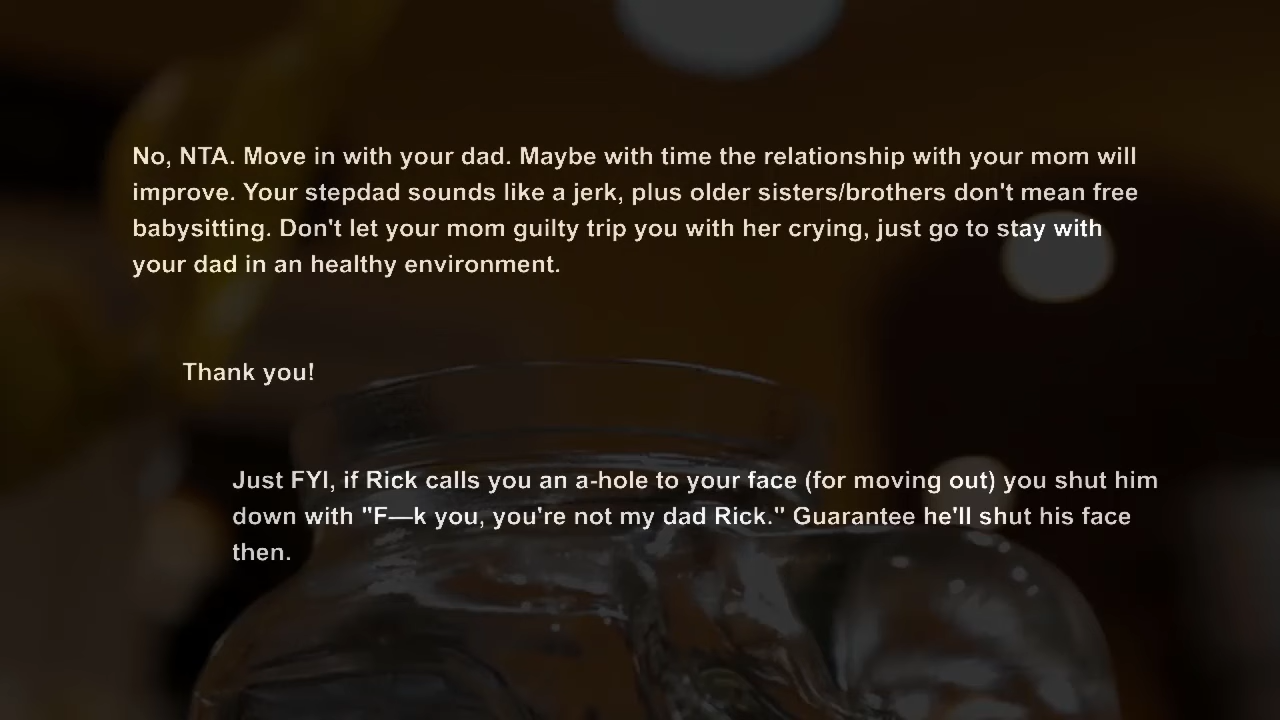 No, NTA. Move in with your dad. Maybe with time the relationship with your mom will
improve. Your stepdad sounds like a jerk, plus older sisters/brothers don't mean free
babysitting. Don't let your mom guilty trip you with her crying, just go to stay with
your dad in an healthy environment.
Thank you!
Just FYI, if Rick calls you an a-hole to your face (for moving out) you shut him
down with "F—k you, you're not my dad Rick." Guarantee he'll shut his face
then.